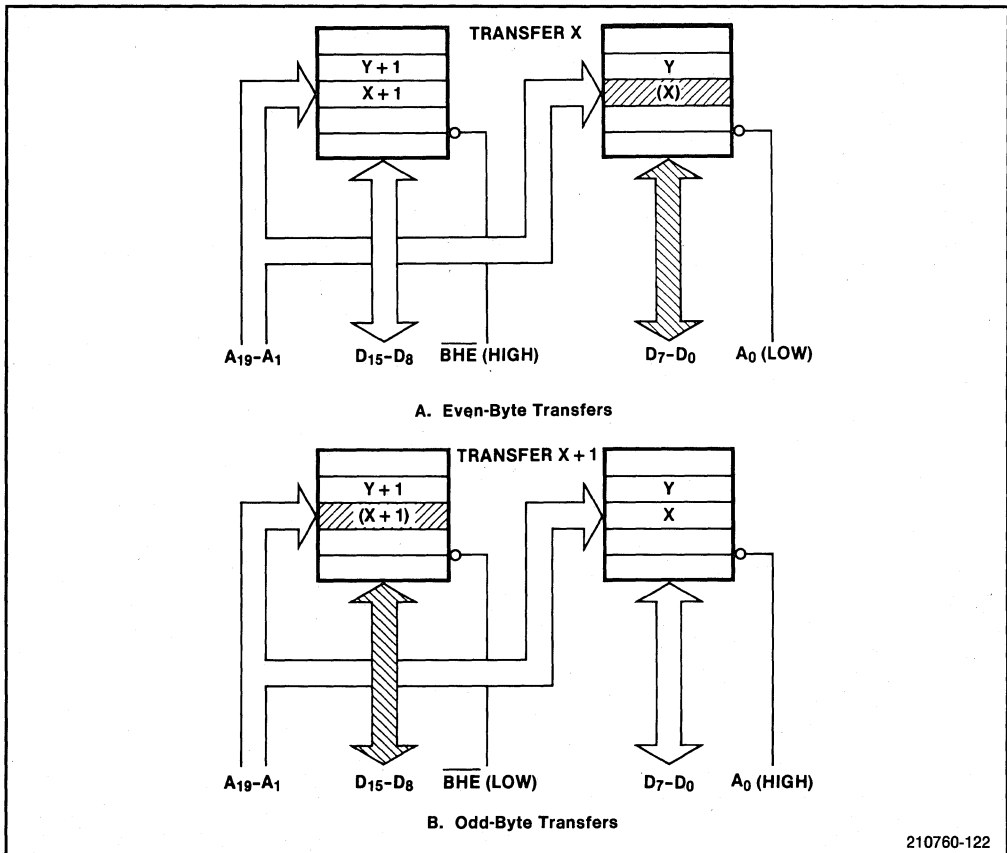 TRANSFER X
Y + 1
X + 1
Y
(X)
A19–A1
D15–D8
BHE (HIGH)
D7–D0
A0 (LOW)
A. Even-Byte Transfers
TRANSFER X + 1
Y + 1
(X + 1)
Y
X
A19–A1
D15–D8
BHE (LOW)
D7–D0
A0 (HIGH)
B. Odd-Byte Transfers
210760-122